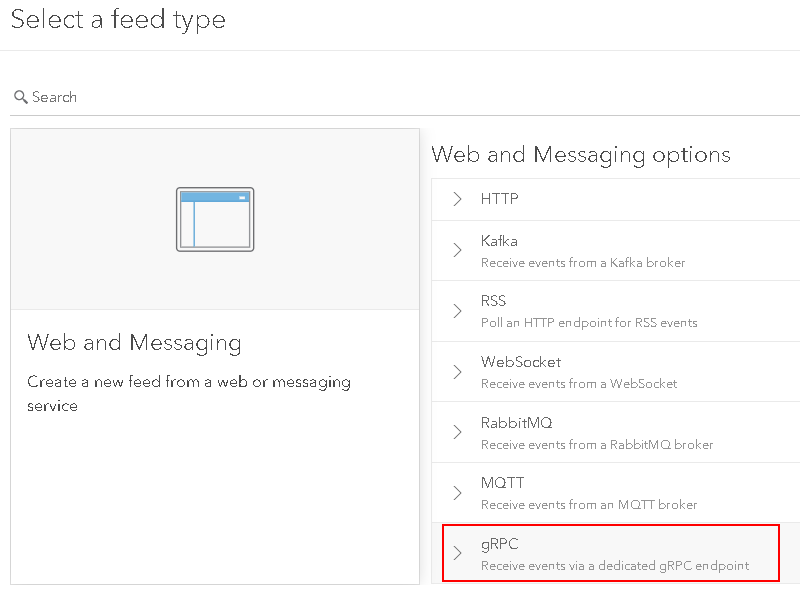 Select a feed type
Search
Web and Messaging
Create a new feed from a web or messaging
service
Web and Messaging options
HTTP
Kafka
Receive events from a Kafka broker
RSS
Poll an HTTP endpoint for RSS events
WebSocket
Receive events from a WebSocket
RabbitMQ
Receive events from a RabbitMQ broker
MQTT
Receive events from an MQTT broker
gRPC
Receive events via a dedicated gRPC endpoint